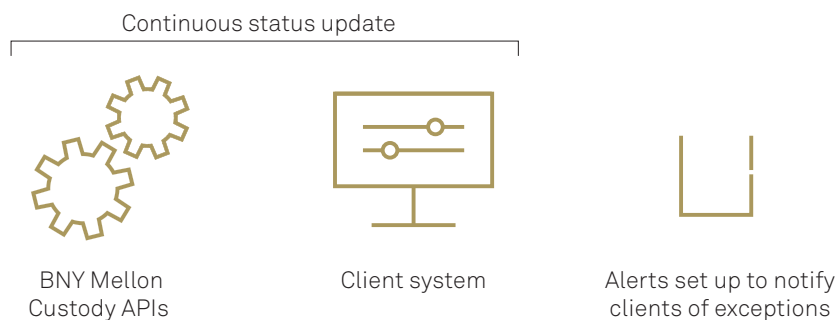 Continuous status update
BNY Mellon
Custody APIs
Client system
Alerts set up to notify
clients of exceptions